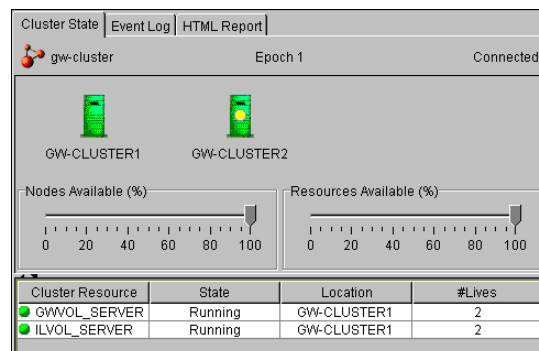 Cluster State Event Log HTML Report
gw-cluster Epoch 1 Connected
GW-CLUSTER1 GW-CLUSTER2
Nodes Available (%) Resources Available (%)
0 20 40 60 80 100 0 20 40 60 80 100
Cluster Resource State Location #Lives
GWVOL_SERVER Running GW-CLUSTER1 2
ILVOL_SERVER Running GW-CLUSTER1 2